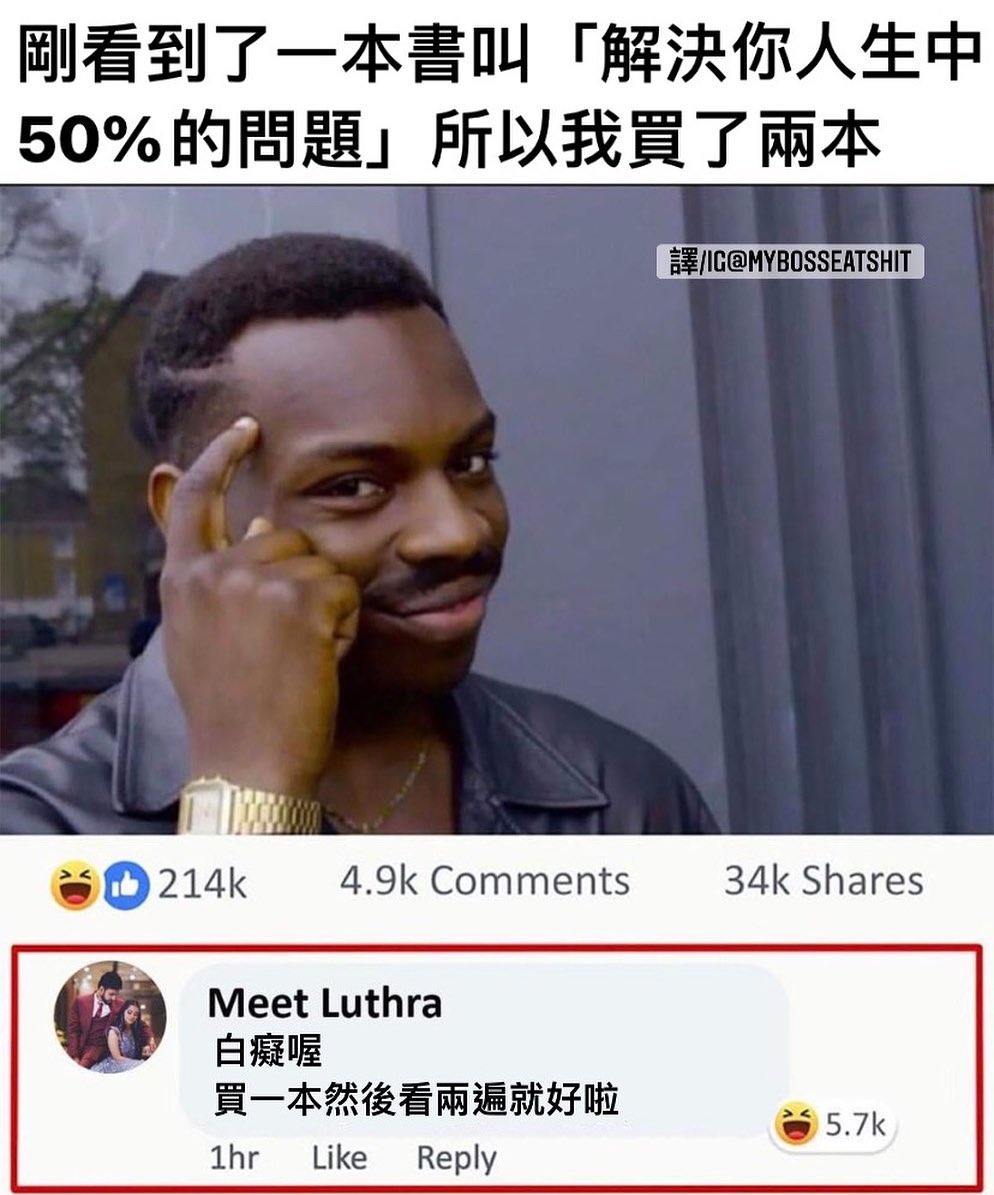 剛看到了一本書叫「解決你人生中
50%的問題」所以我買了兩本
譯/IG@MYBOSSEATSHIT
214k 4.9k Comments 34k Shares
Meet Luthra
白癡喔
買一本然後看兩遍就好啦
5.7k
1hr Like Reply